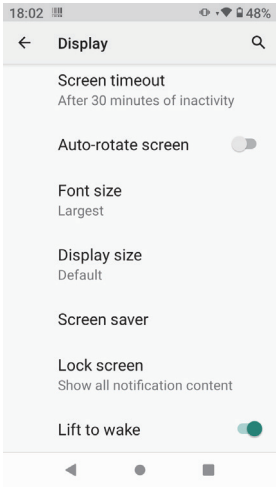 18:02 48%
Display
Screen timeout
After 30 minutes of inactivity
Auto-rotate screen
Font size
Largest
Display size
Default
Screen saver
Lock screen
Show all notification content
Lift to wake